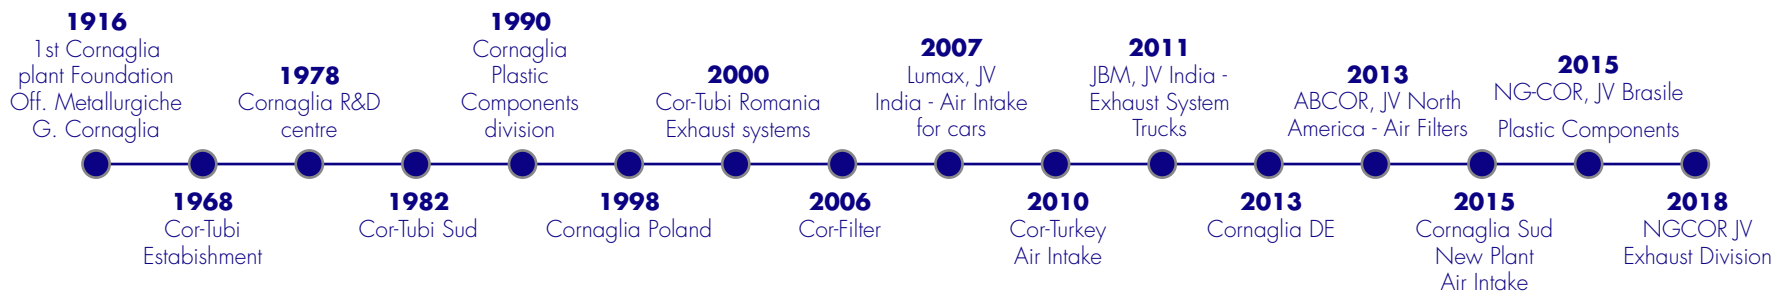 1916
1st Cornaglia
plant Foundation
Off. Metallurgiche
G. Cornaglia
1968
Cor-Tubi
Estabishment
1978
Cornaglia R&D
centre
1982
Cor-Tubi Sud
1990
Cornaglia
Plastic
Components
division
1998
Cornaglia Poland
2000
Cor-Tubi Romania
Exhaust systems
2006
Cor-Filter
2007
Lumax, JV
India - Air Intake
for cars
2010
Cor-Turkey
Air Intake
2011
JBM, JV India -
Exhaust System
Trucks
2013
Cornaglia DE
2013
ABCOR, JV North
America - Air Filters
2015
Cornaglia Sud
New Plant
Air Intake
2015
NG-COR, JV Brasile
Plastic Components
2018
NGCOR JV
Exhaust Division